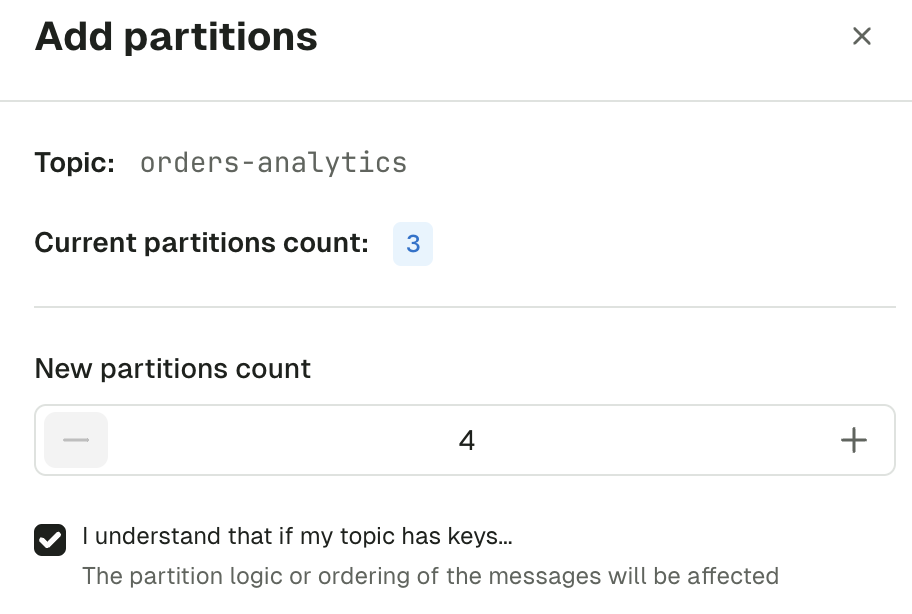 Add partitions
Topic: orders-analytics
Current partitions count: 3
New partitions count
4
I understand that if my topic has keys...
The partition logic or ordering of the messages will be affected